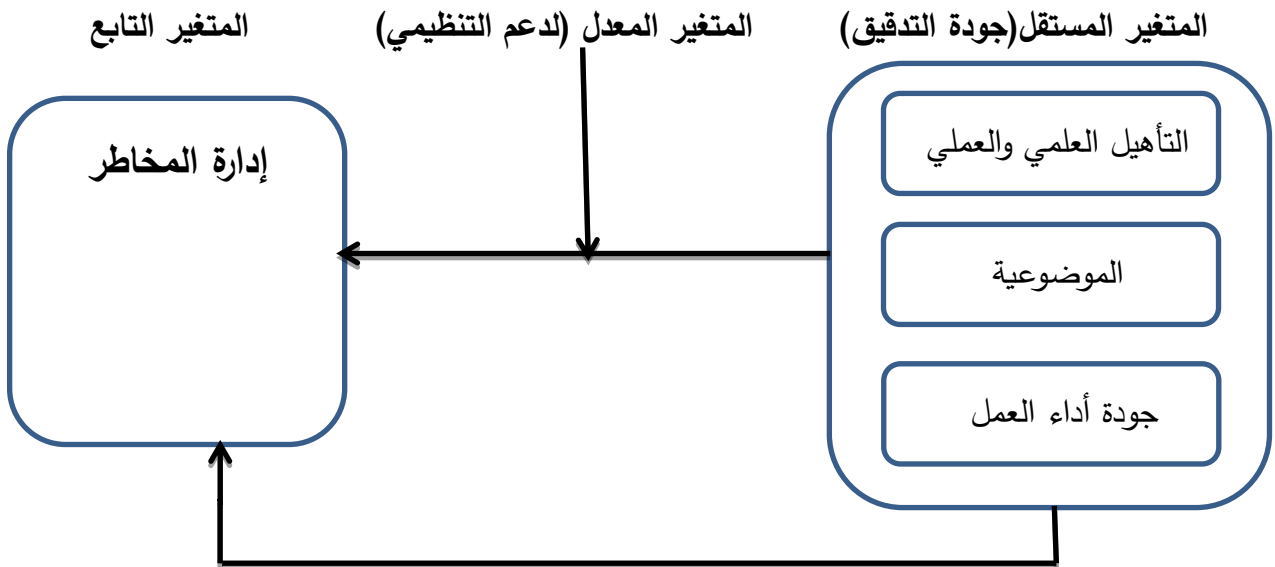 المتغير المستقل(جودة التدقيق)
المتغير المعدل (لدعم التنظيمي)
المتغير التابع
التأهيل العلمي والعملي
الموضوعية
جودة أداء العمل
إدارة المخاطر